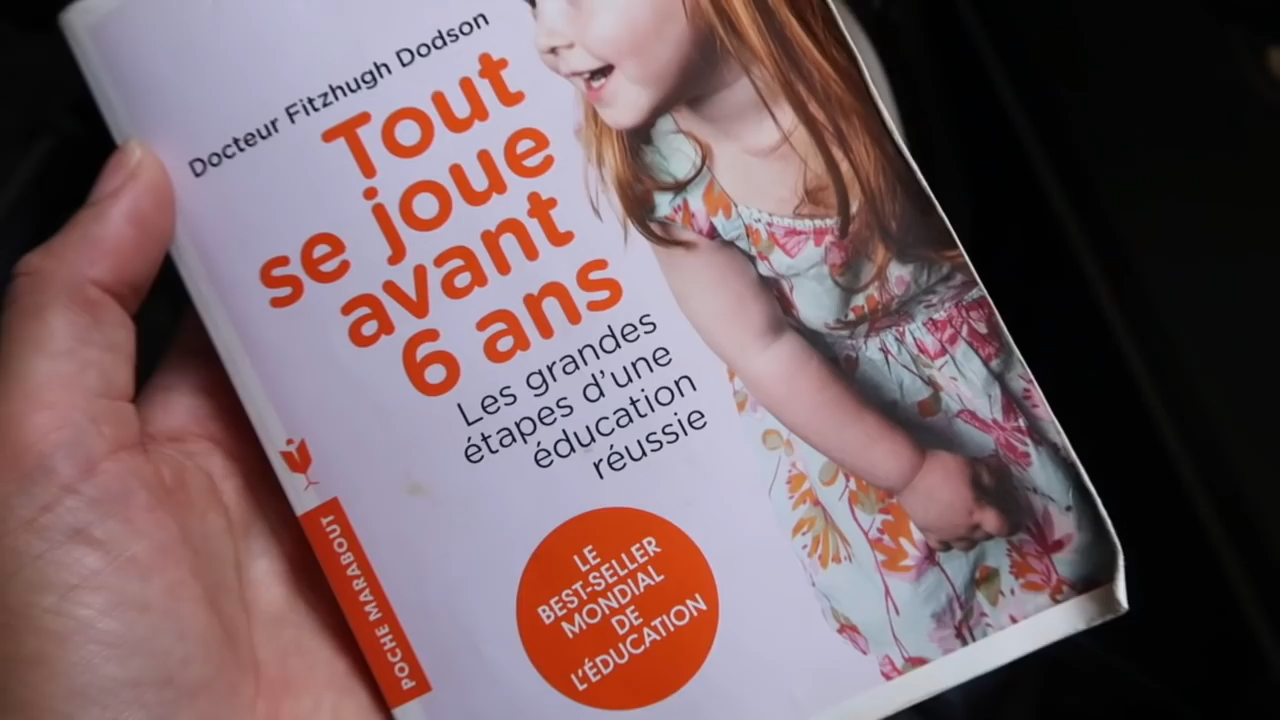 Docteur Fitzhugh Dodson
Tout
se joue
avant
6 ans
Les grandes
étapes d'une
éducation
réussie
LE
BEST-SELLER
MONDIAL
DE
L'ÉDUCATION
POCHE MARABOUT